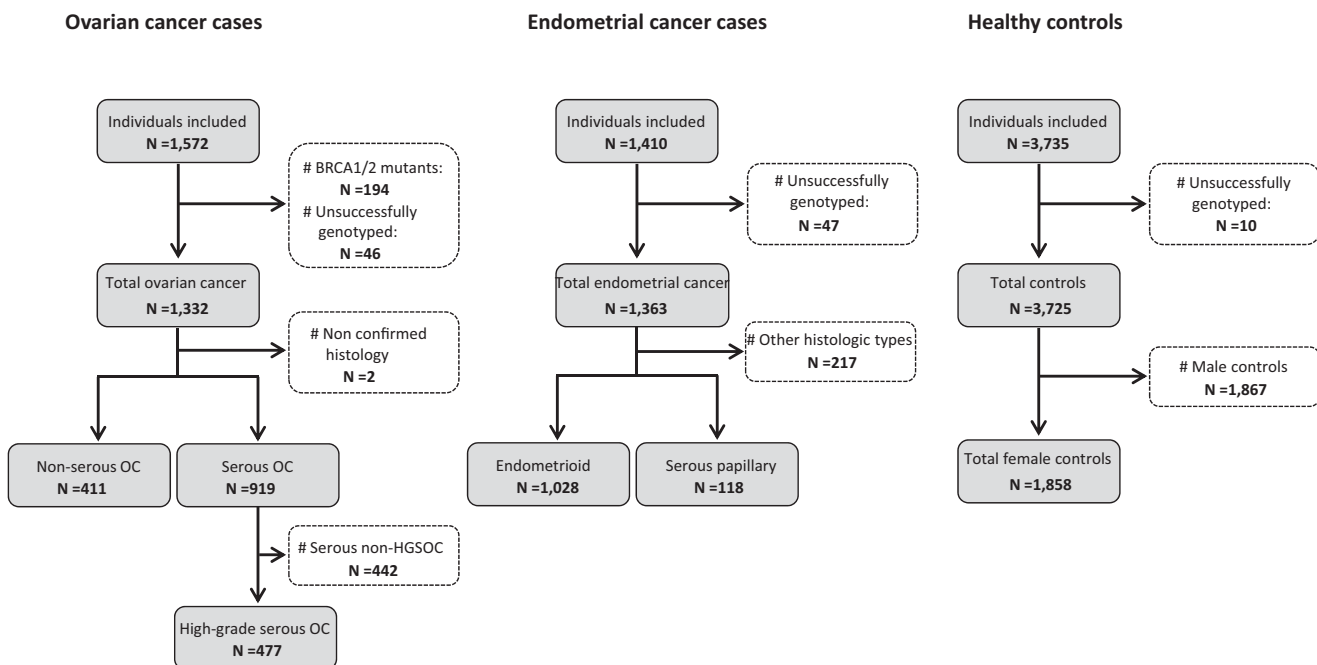 Ovarian cancer cases
Endometrial cancer cases
Healthy controls
Individuals included
N =1,572
# BRCA1/2 mutants:
N =194
# Unsuccessfully
genotyped:
N =46
Total ovarian cancer
N =1,332
# Non confirmed
histology
N =2
Non-serous OC
N =411
Serous OC
N =919
# Serous non-HGSOC
N =442
High-grade serous OC
N =477
Individuals included
N =1,410
# Unsuccessfully
genotyped:
N =47
Total endometrial cancer
N =1,363
# Other histologic types
N =217
Endometrioid
N =1,028
Serous papillary
N =118
Individuals included
N =3,735
# Unsuccessfully
genotyped:
N =10
Total controls
N =3,725
# Male controls
N =1,867
Total female controls
N =1,858